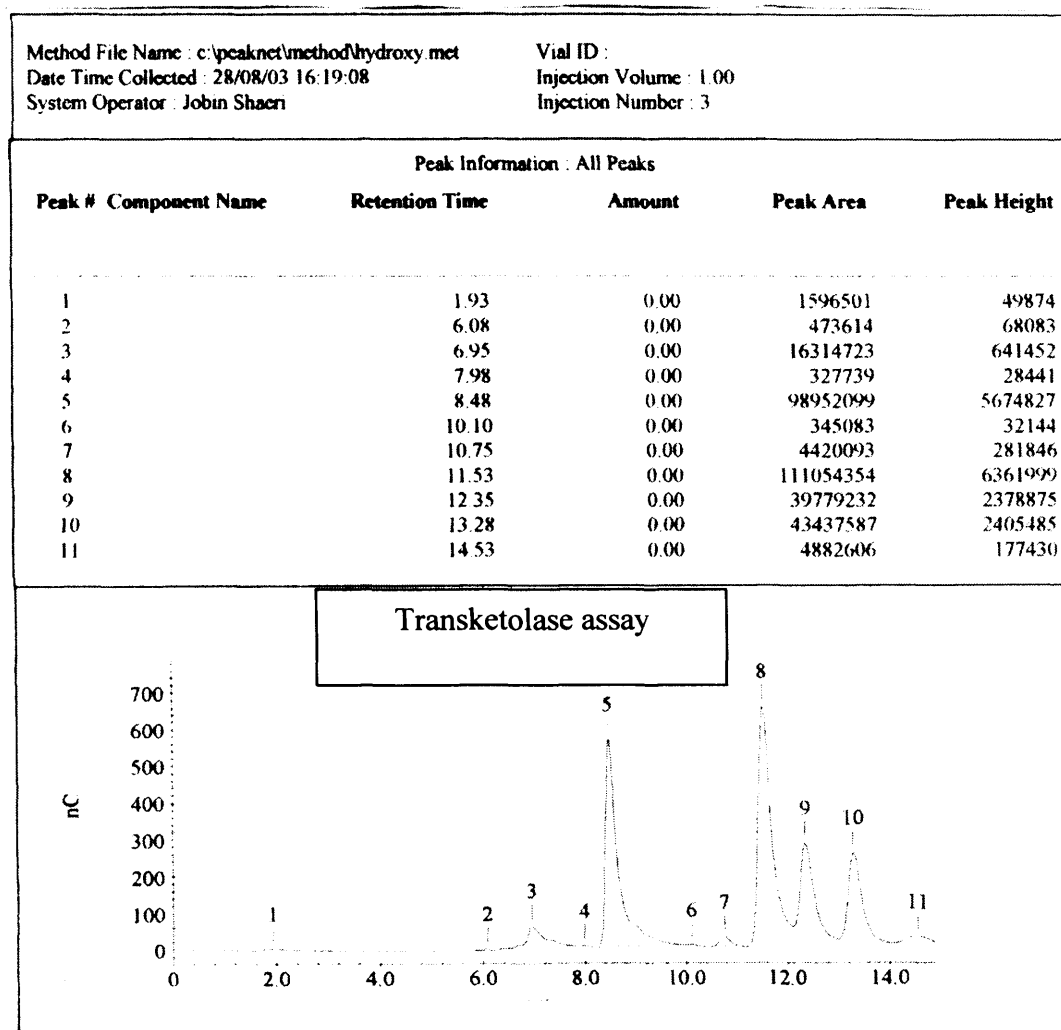 Method File Name : c:\peaknet\method\hydroxy.met Vial ID :
Date Time Collected : 28/08/03 16:19:08 Injection Volume : 1.00
System Operator : Jobin Shaeri Injection Number : 3
Peak Information : All Peaks
Peak # Component Name Retention Time Amount Peak Area Peak Height
1 1.93 0.00 1596501 49874
2 6.08 0.00 473614 68083
3 6.95 0.00 16314723 641452
4 7.98 0.00 327739 28441
5 8.48 0.00 98952099 5674827
6 10.10 0.00 345083 32144
7 10.75 0.00 4420093 281846
8 11.53 0.00 111054354 6361999
9 12.35 0.00 39779232 2378875
10 13.28 0.00 43437587 2405485
11 14.53 0.00 4882606 177430
Transketolase assay
8
700
5
600
500
nC
400
9 10
300
200
3
100
1 2 4 6 7 11
0
0 2.0 4.0 6.0 8.0 10.0 12.0 14.0